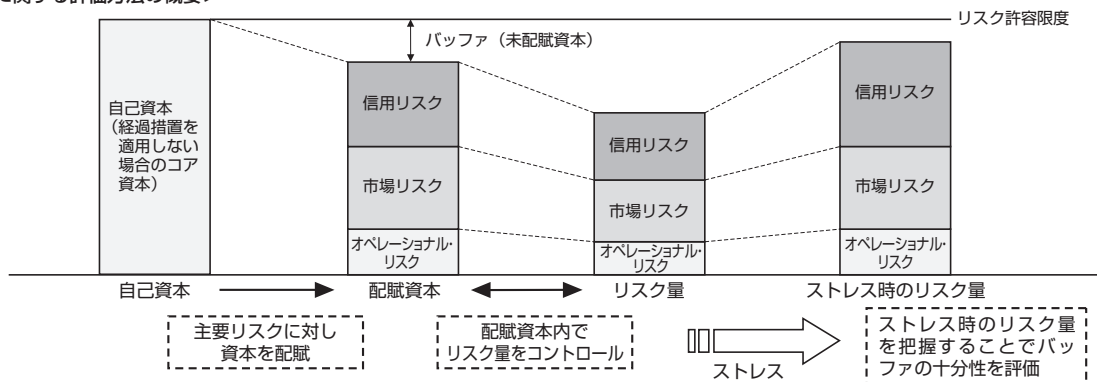 に関する評価方法の概要>
リスク許容限度
バッファ（未配賦資本）
自己資本
（経過措置を
適用しない
場合のコア
資本）
信用リスク
市場リスク
オペレーショナル・
リスク
信用リスク
市場リスク
オペレーショナル・
リスク
信用リスク
市場リスク
オペレーショナル・
リスク
自己資本
配賦資本
リスク量
ストレス時のリスク量
主要リスクに対し
資本を配賦
配賦資本内で
リスク量をコントロール
ストレス
ストレス時のリスク量
を把握することでバッ
ファの十分性を評価